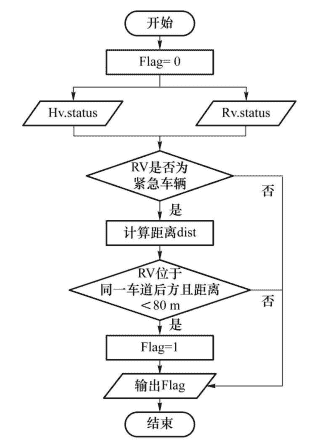 开始
Flag= 0
Hv.status
Rv.status
RV是否为
紧急车辆
否
是
计算距离dist
RV位于
同一车道后方且距离
<80 m
否
是
Flag=1
输出Flag
结束